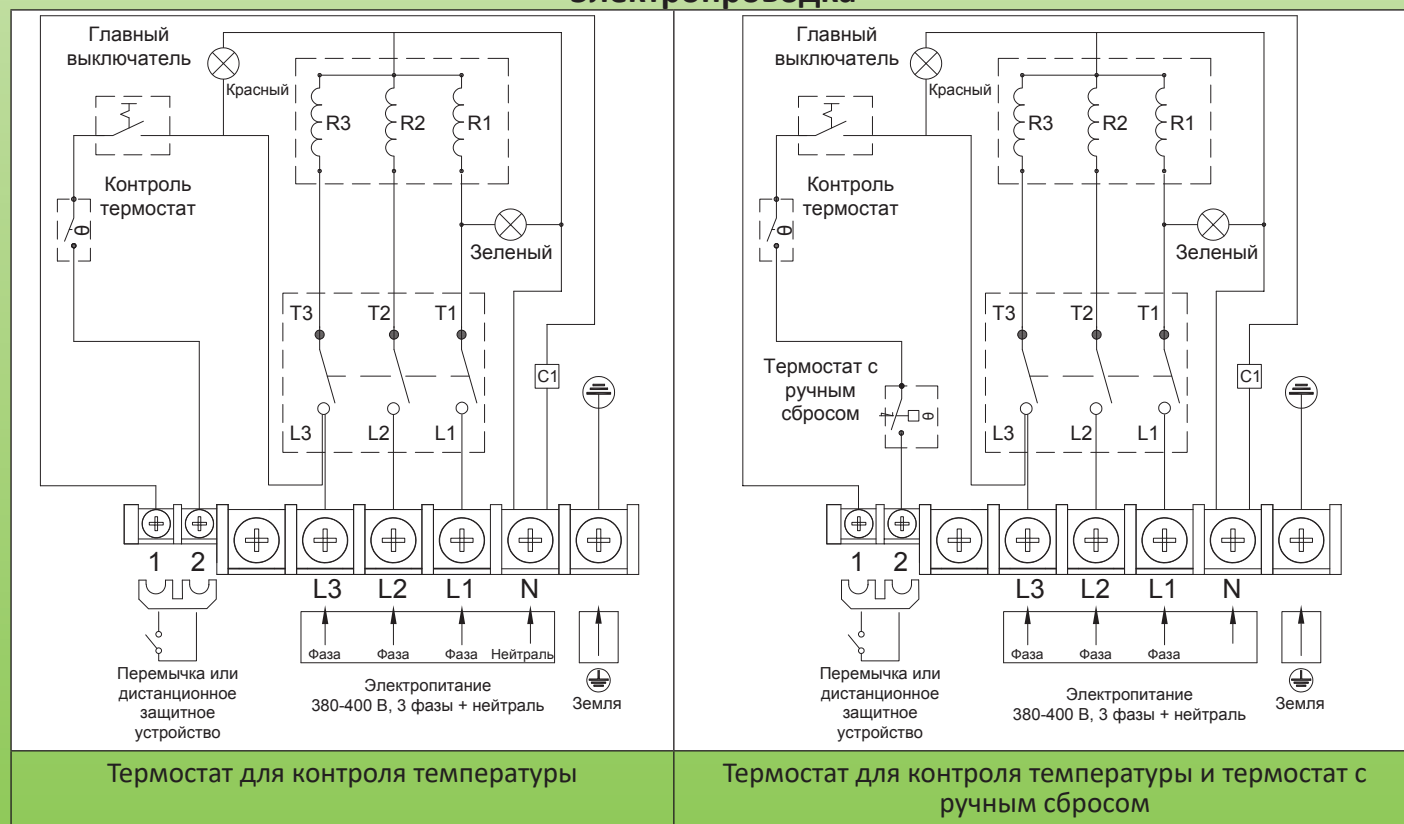 Электропроводка
Главный
выключатель
Красный
R3
R2
R1
Контроль
термостат
θ
Зеленый
T3
T2
T1
C1
L3
L2
L1
1
2
L3
L2
L1
N
Фаза
Фаза
Фаза
Нейтраль
Перемычка или
дистанционное
защитное
устройство
Электропитание
380-400 В, 3 фазы + нейтраль
Земля
Термостат для контроля температуры
Главный
выключатель
Красный
R3
R2
R1
Контроль
термостат
θ
Зеленый
T3
T2
T1
Термостат с
ручным
сбросом
θ
C1
L3
L2
L1
1
2
L3
L2
L1
N
Фаза
Фаза
Фаза
Перемычка или
дистанционное
защитное
устройство
Электропитание
380-400 В, 3 фазы + нейтраль
Земля
Термостат для контроля температуры и термостат с
ручным сбросом